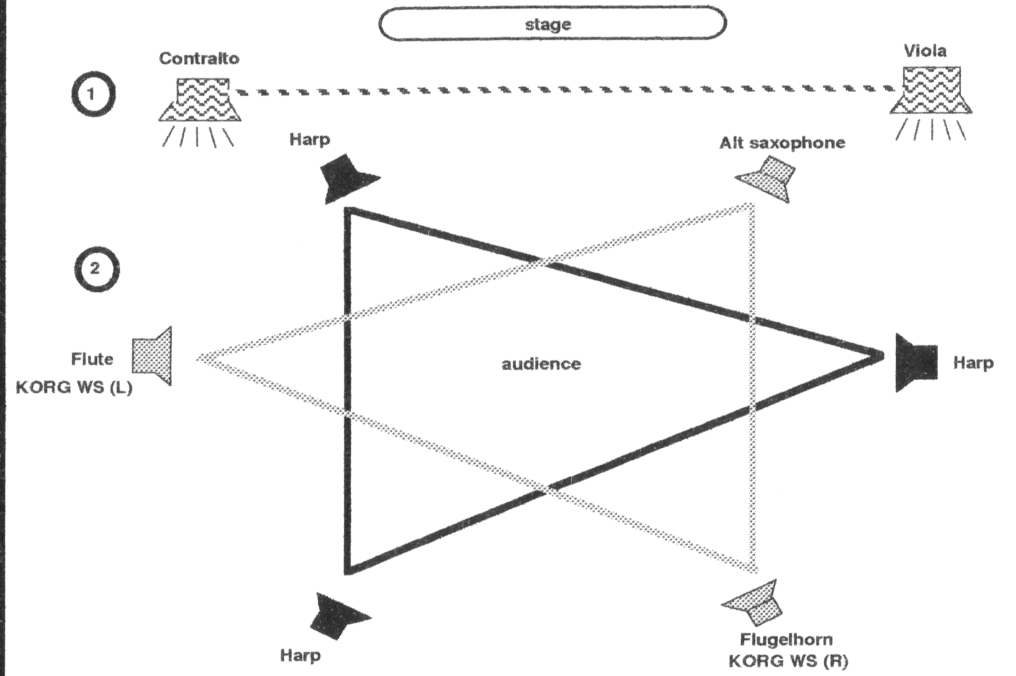 stage
Contralto
Viola
1
Harp
Alt saxophone
2
Flute
KORG WS (L)
audience
Harp
Harp
Flugelhorn
KORG WS (R)